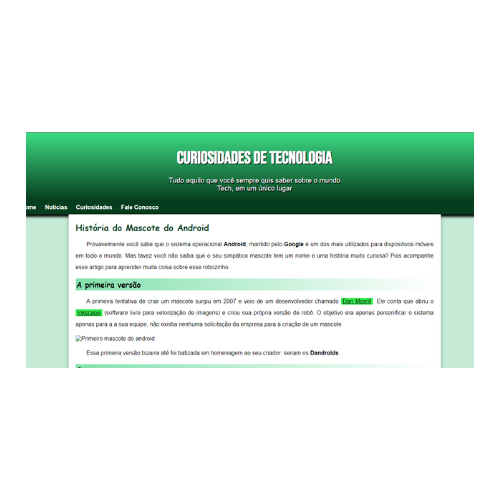 CURIOSIDADES DE TECNOLOGIA
Tudo aquilo que você sempre quis saber sobre o mundo
Tech, em um único lugar
ome Notícias Curiosidades Fale Conosco
História do Mascote do Android
Provavelmente você sabe que o sistema operacional Android, mantido pelo Google é um dos mais utilizados para dispositivos móveis
em todo o mundo. Mas tavez você não saiba que o seu simpático mascote tem um nome e uma história muito curiosa? Pois acompanhe
esse artigo para aprender muita coisa sobre esse robozinho.
A primeira versão
A primeira tentativa de criar um mascote surgiu em 2007 e veio de um desenvolvedor chamado Dan Morrill. Ele conta que abriu o
Inkscape (software livre para vetorização de imagens) e criou sua própria versão de robô. O objetivo era apenas personificar o sistema
apenas para a a sua equipe, não existia nenhuma solicitação da empresa para a criação de um mascote.
Primeiro mascote do android
Essa primeira versão bizarra até foi batizada em homenagem ao seu criador: seriam os Dandroids.